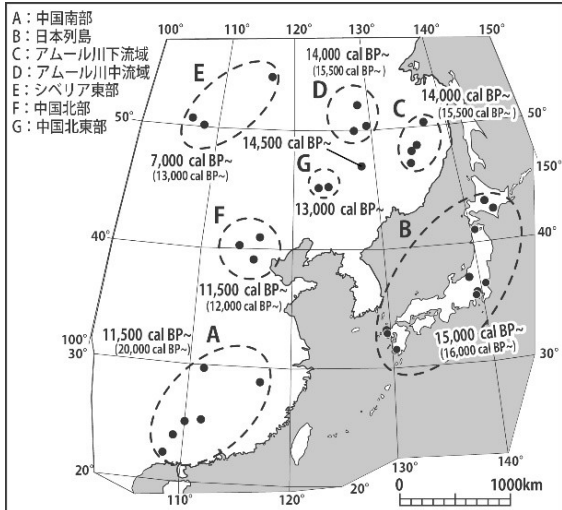 A：中国南部
B：日本列島
C：アムール川下流域
D：アムール川中流域
E：シベリア東部
F：中国北部
G：中国北東部
100°
110°
120°
130°
140°
150°
E
7,000 cal BP~
(13,000 cal BP~)
14,000 cal BP~
(15,500 cal BP~)
D
C
14,000 cal BP~
(15,500 cal BP~)
50°
50°
14,500 cal BP~
G
13,000 cal BP~
150°
F
11,500 cal BP~
(12,000 cal BP~)
B
40°
40°
15,000 cal BP~
(16,000 cal BP~)
100°
30°
30°
11,500 cal BP~
(20,000 cal BP~)
A
20°
20°
110°
120°
130°
140°
0
1000km